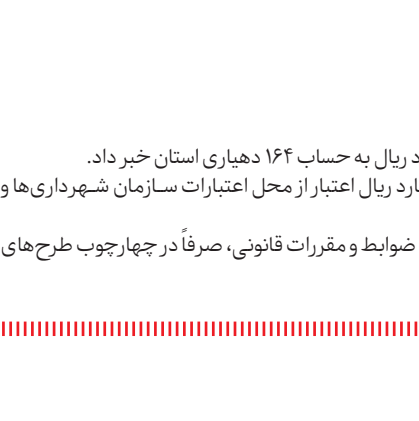 ریال به حساب ۱۶۴ دهیاری استان خبر داد.
ریال اعتبار از محل اعتبارات سازمان شهرداری‌ها و
ضوابط و مقررات قانونی، صرفاً در چهارچوب طرح‌های